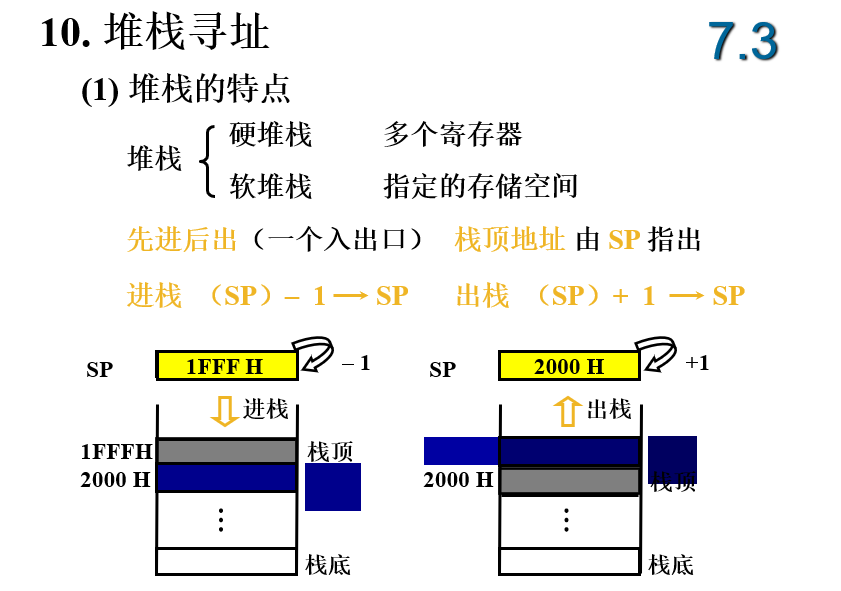 10. 堆栈寻址
7.3
(1) 堆栈的特点
堆栈
硬堆栈 多个寄存器
软堆栈 指定的存储空间
先进后出（一个入出口） 栈顶地址 由 SP 指出
进栈 （SP）– 1 → SP 出栈 （SP）+ 1 → SP
SP 1FFF H – 1
进栈
1FFFH 栈顶
2000 H
⋮
栈底
SP 2000 H +1
出栈
2000 H 栈顶
⋮
栈底